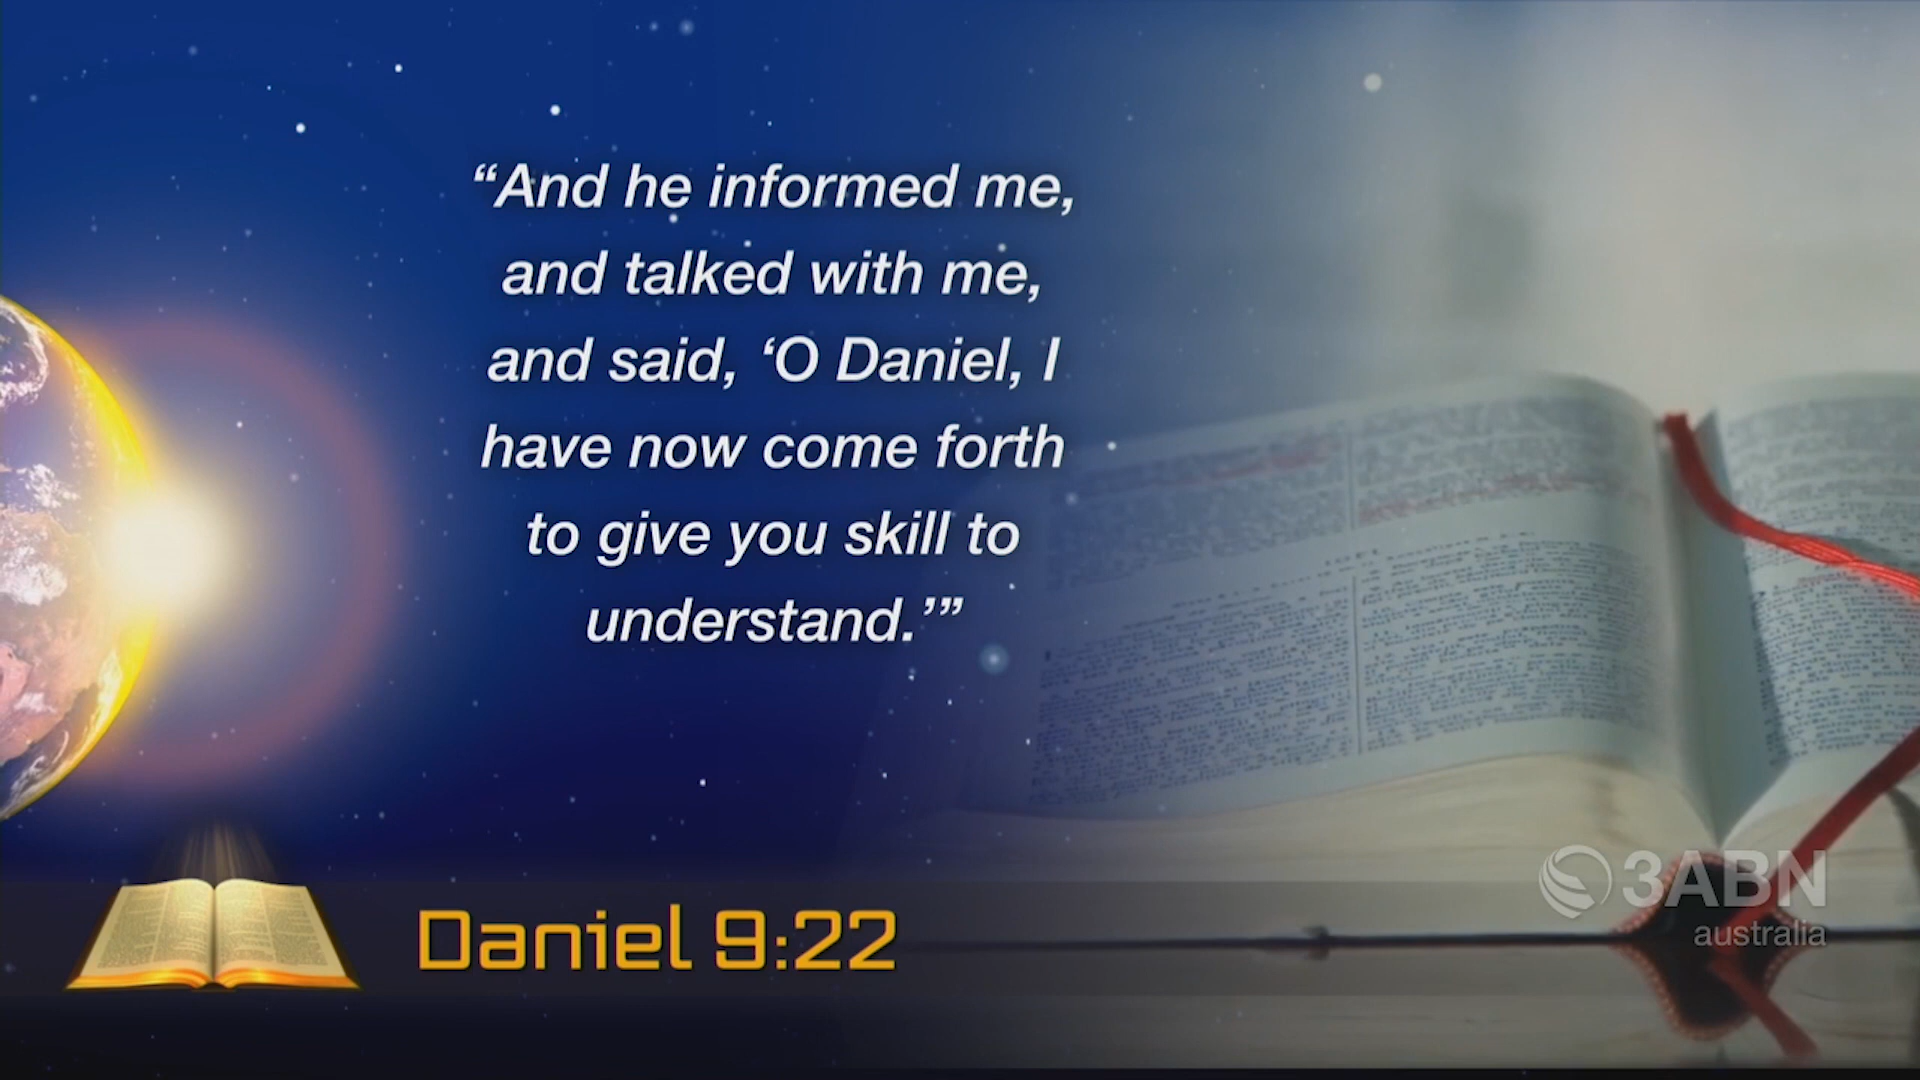 “And he informed me,
and talked with me,
and said, ‘O Daniel, I
have now come forth
to give you skill to
understand.’”
Daniel 9:22
3ABN
australia